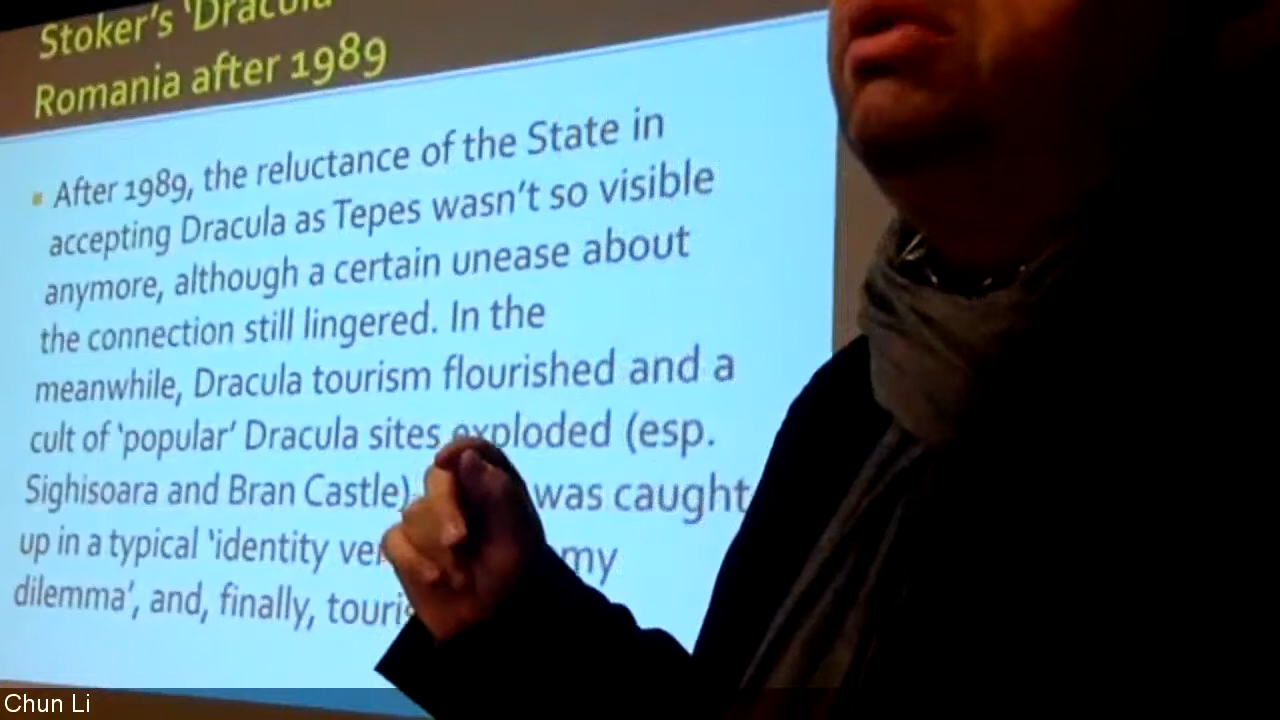 Stoker's 'Dracula
Romania after 1989
After 1989, the reluctance of the State in
accepting Dracula as Tepes wasn't so visible
anymore, although a certain unease about
the connection still lingered. In the
meanwhile, Dracula tourism flourished and a
cult of 'popular' Dracula sites exploded (esp.
Sighisoara and Bran Castle) was caught
up in a typical 'identity my
dilemma', and, finally,
Chun Li